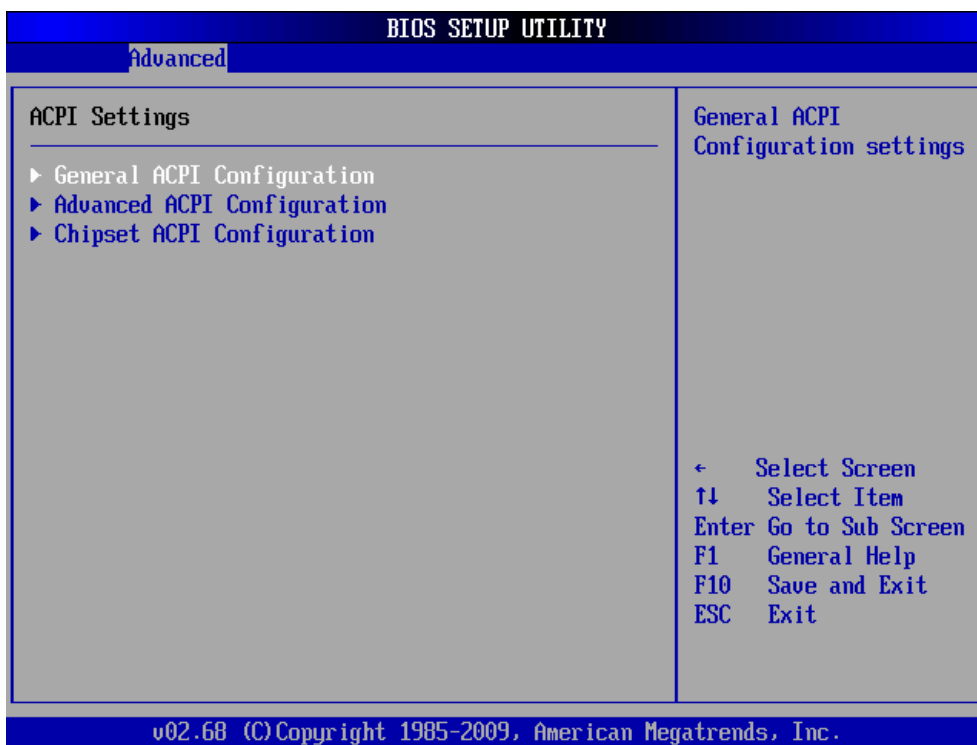 BIOS SETUP UTILITY
Advanced
ACPI Settings
▶ General ACPI Configuration
▶ Advanced ACPI Configuration
▶ Chipset ACPI Configuration
General ACPI
Configuration settings
← Select Screen
↑↓ Select Item
Enter Go to Sub Screen
F1 General Help
F10 Save and Exit
ESC Exit
v02.68 (C)Copyright 1985-2009, American Megatrends, Inc.